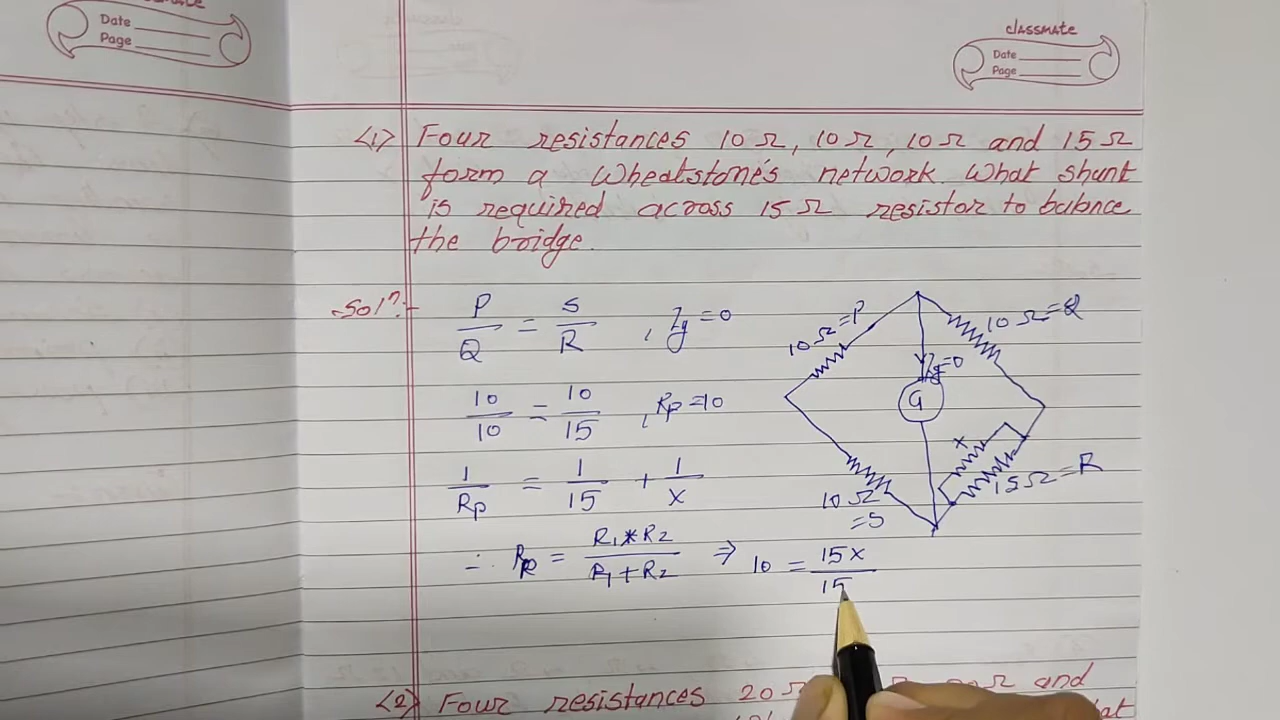 Date
Page
classmate
Date
Page
<1> Four resistances 10 Ω, 10 Ω, 10 Ω and 15 Ω
form a Wheatstone's network. What shunt
is required across 15 Ω resistor to balance
the bridge.
Solⁿ:-
P/Q = S/R , Ig = 0
10/10 = 10/15 , Rp = 10
1/Rp = 1/15 + 1/x
∴ Rp = R1*R2/R1+R2 ⇒ 10 = 15x/15
10 Ω = P
10 Ω = Q
Ig = 0
G
x
15 Ω = R
10 Ω
= S
<2> Four resistances 20 Ω
and